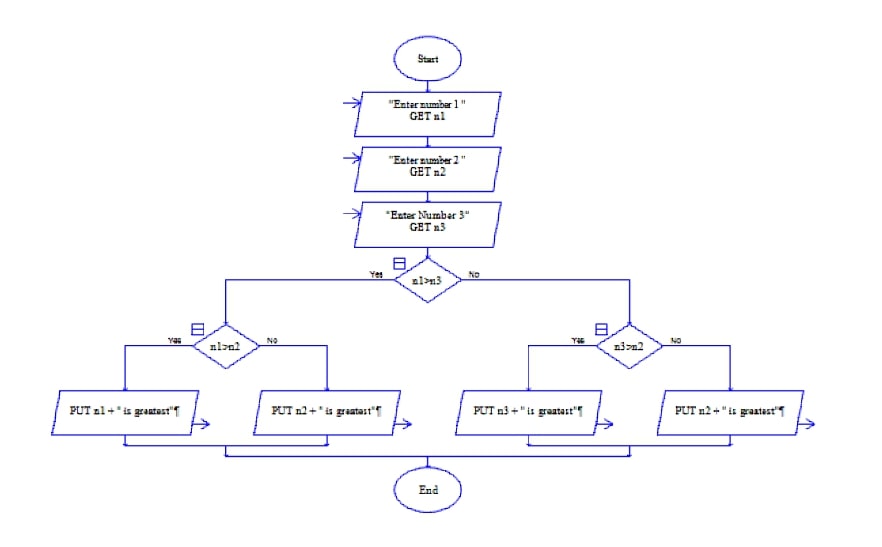 Start
"Enter number 1 "
GET n1
"Enter number 2 "
GET n2
"Enter Number 3"
GET n3
Yes
n1>n3
No
Yes
n1>n2
No
Yes
n3>n2
No
PUT n1 + " is greatest"¶
PUT n2 + " is greatest"¶
PUT n3 + " is greatest"¶
PUT n2 + " is greatest"¶
End